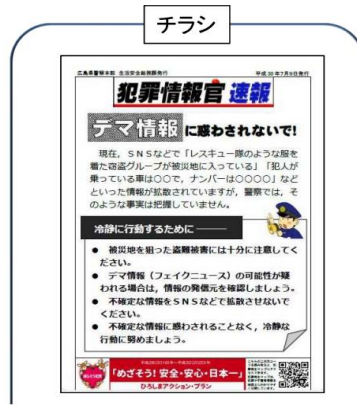 チラシ
広島県警察本部 生活安全総務課発行
平成30年7月9日発行
犯罪情報官 速報
デマ情報に惑わされないで!
現在，SNSなどで「レスキュー隊のような服を
着た窃盗グループが被災地に入っている」「犯人が
乗っている車は〇〇で，ナンバーは〇〇〇〇」など
といった情報が拡散されていますが，警察では，そ
のような事実は把握していません。
冷静に行動するために
● 被災地を狙った盗難被害には十分に注意してく
ださい。
● デマ情報（フェイクニュース）の可能性が疑
われる場合は，情報の発信元を確認しましょう。
● 不確定な情報をSNSなどで拡散させないで
ください。
● 不確定な情報に惑わされることなく，冷静な
行動に努めましょう。
「めざそう!安全・安心・日本一」
ひろしまアクション・プラン